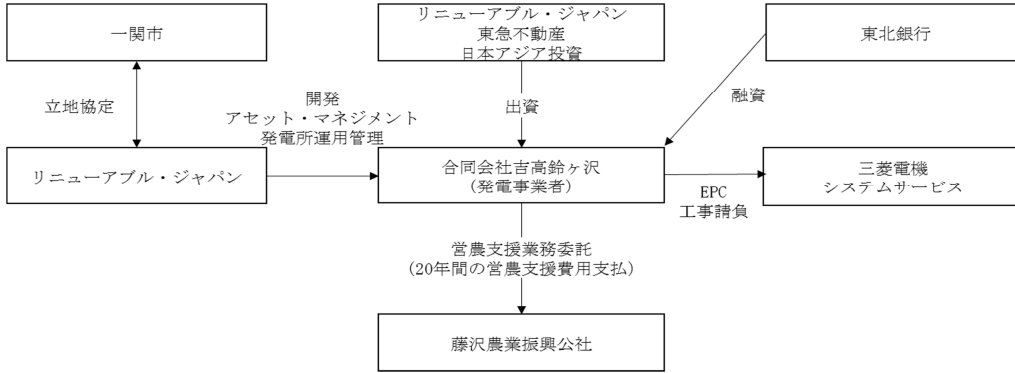 一関市
リニューアブル・ジャパン
東急不動産
日本アジア投資
東北銀行
立地協定
開発
アセット・マネジメント
発電所運用管理
出資
融資
リニューアブル・ジャパン
合同会社吉高鈴ヶ沢
（発電事業者）
三菱電機
システムサービス
EPC
工事請負
営農支援業務委託
（20年間の営農支援費用支払）
藤沢農業振興公社